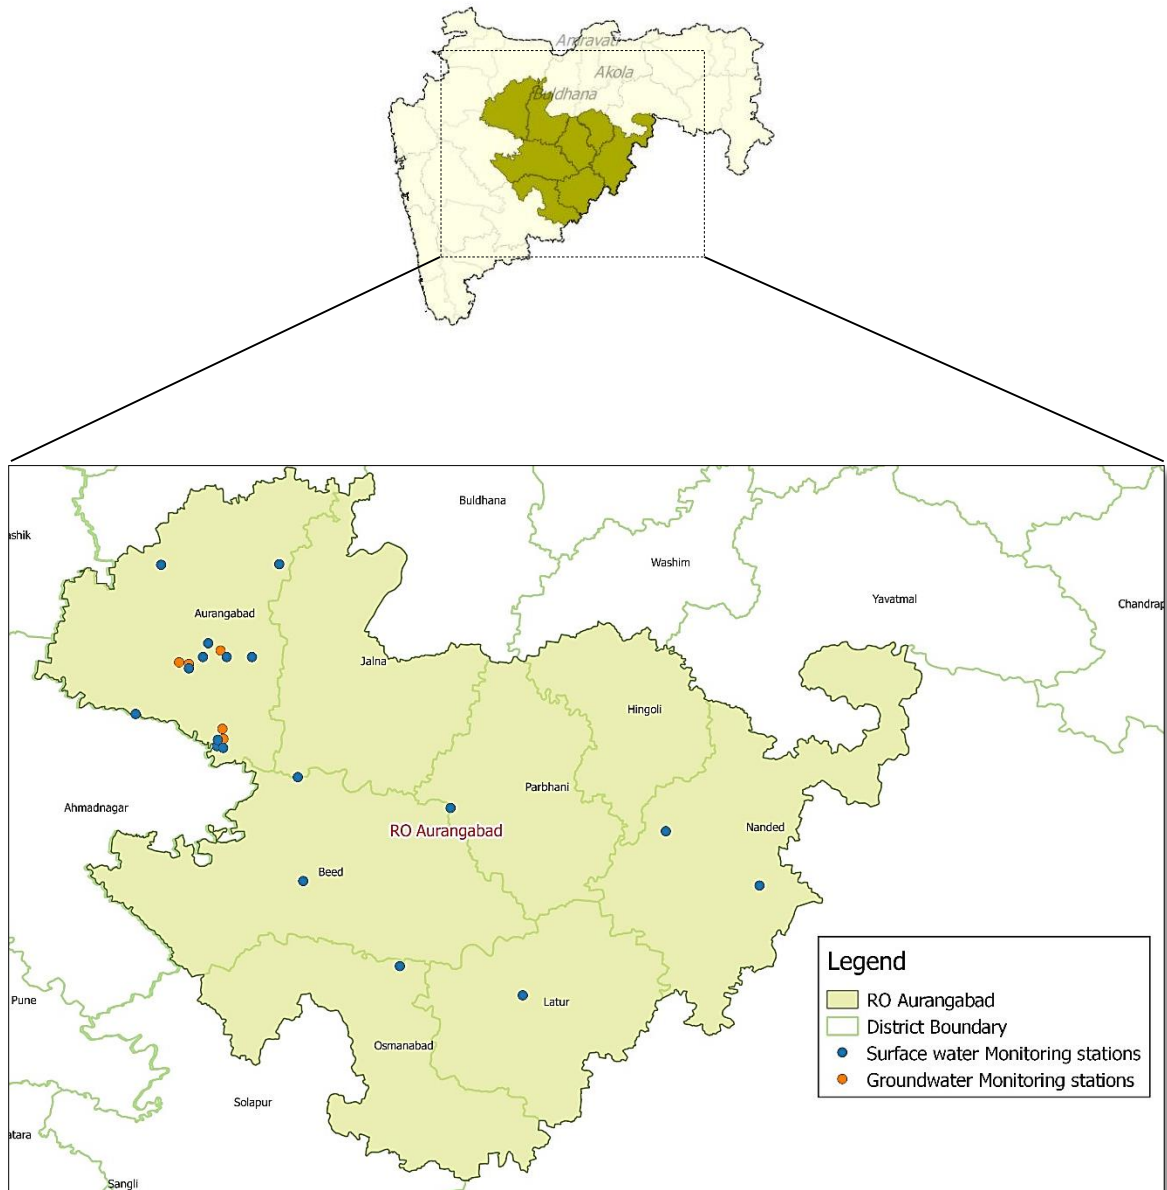 Amravati
Akola
Buldhana
Buldhana
ashik
Washim
Yavatmal
Chandrap
Aurangabad
Jalna
Hingoli
Parbhani
Ahmadnagar
RO Aurangabad
Nanded
Beed
Legend
RO Aurangabad
District Boundary
Surface water Monitoring stations
Groundwater Monitoring stations
Pune
Latur
Osmanabad
Solapur
atara
Sangli